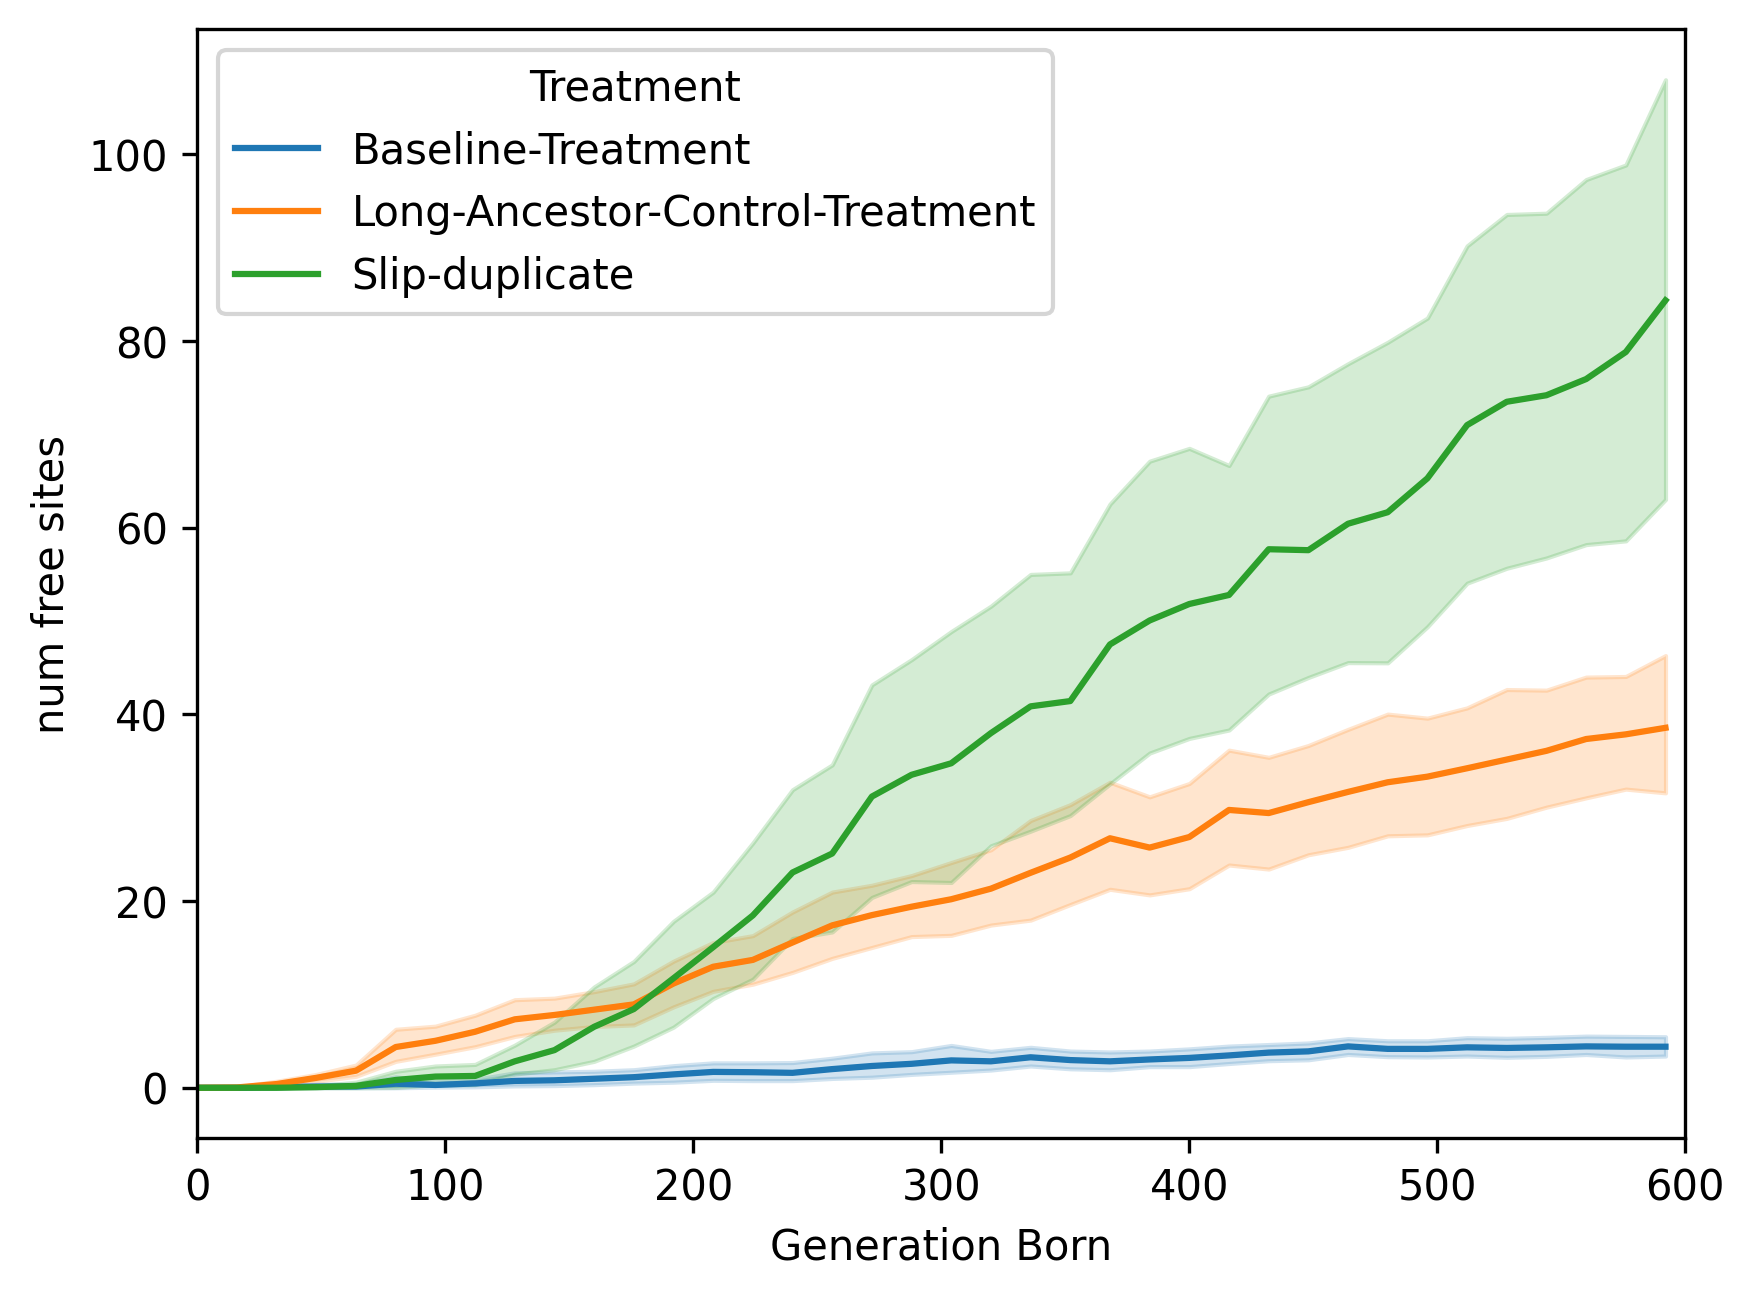 Treatment
Baseline-Treatment
Long-Ancestor-Control-Treatment
Slip-duplicate
100
80
60
40
20
0
num free sites
0 100 200 300 400 500 600
Generation Born